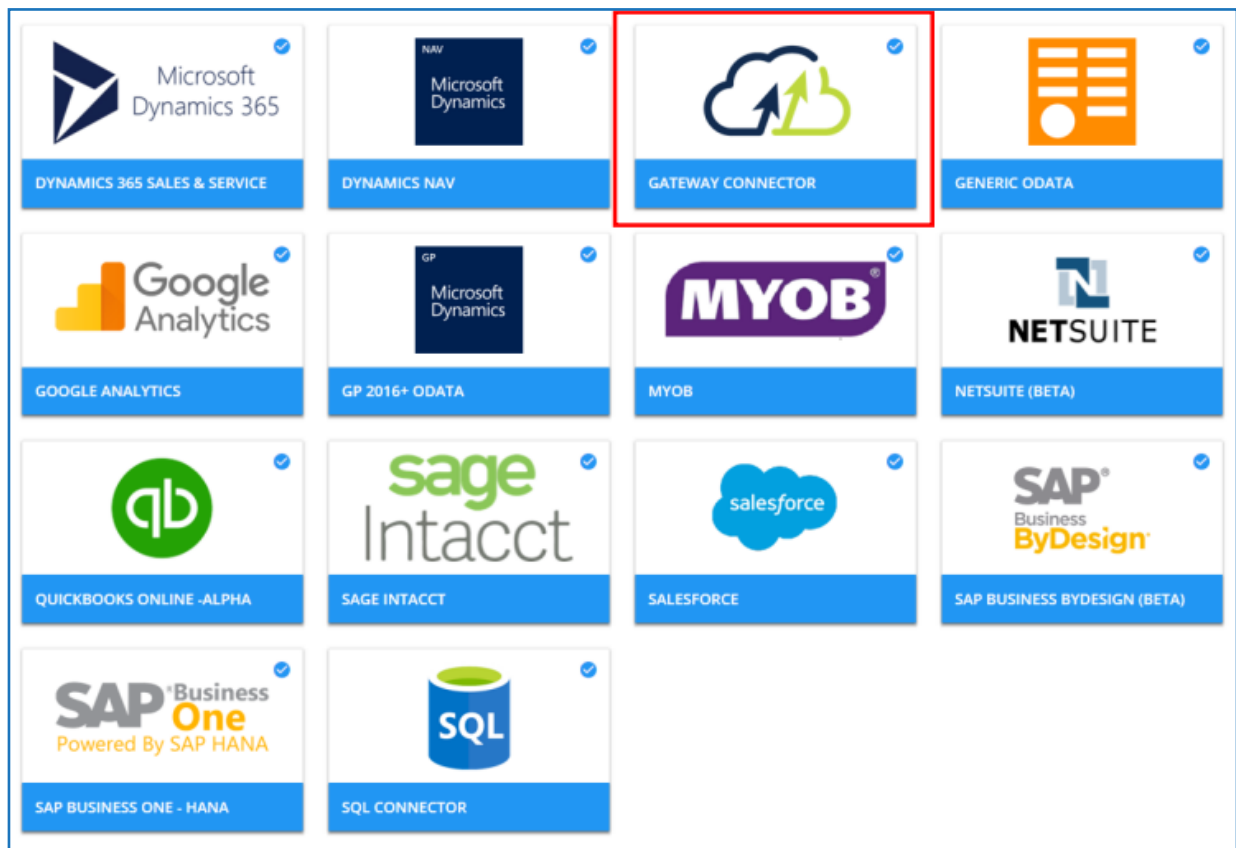 Microsoft
Dynamics 365
DYNAMICS 365 SALES & SERVICE
NAV
Microsoft
Dynamics
DYNAMICS NAV
GATEWAY CONNECTOR
GENERIC ODATA
Google
Analytics
GOOGLE ANALYTICS
GP
Microsoft
Dynamics
GP 2016+ ODATA
MYOB®
MYOB
N
NETSUITE
NETSUITE (BETA)
qb
QUICKBOOKS ONLINE -ALPHA
sage
Intacct
SAGE INTACCT
salesforce
SALESFORCE
SAP®
Business
ByDesign
SAP BUSINESS BYDESIGN (BETA)
SAP® Business
One
Powered By SAP HANA
SAP BUSINESS ONE - HANA
SQL
SQL CONNECTOR